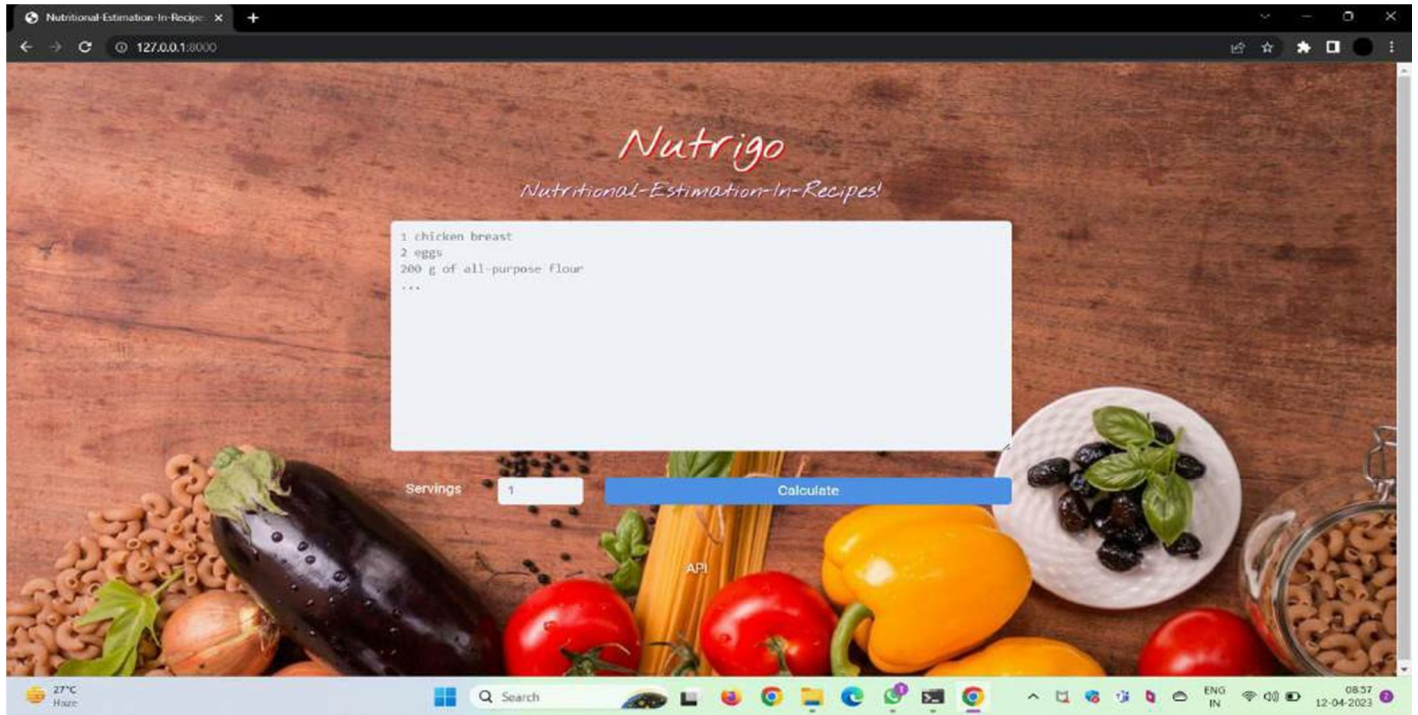 Nutritional-Estimation-In-Recipe
127.0.0.1:8000
Nutrigo
Nutritional-Estimation-In-Recipes!
1 chicken breast
2 eggs
200 g of all-purpose flour
...
Servings
1
Calculate
API
27°C
Haze
Search
ENG
IN
08:57
12-04-2023